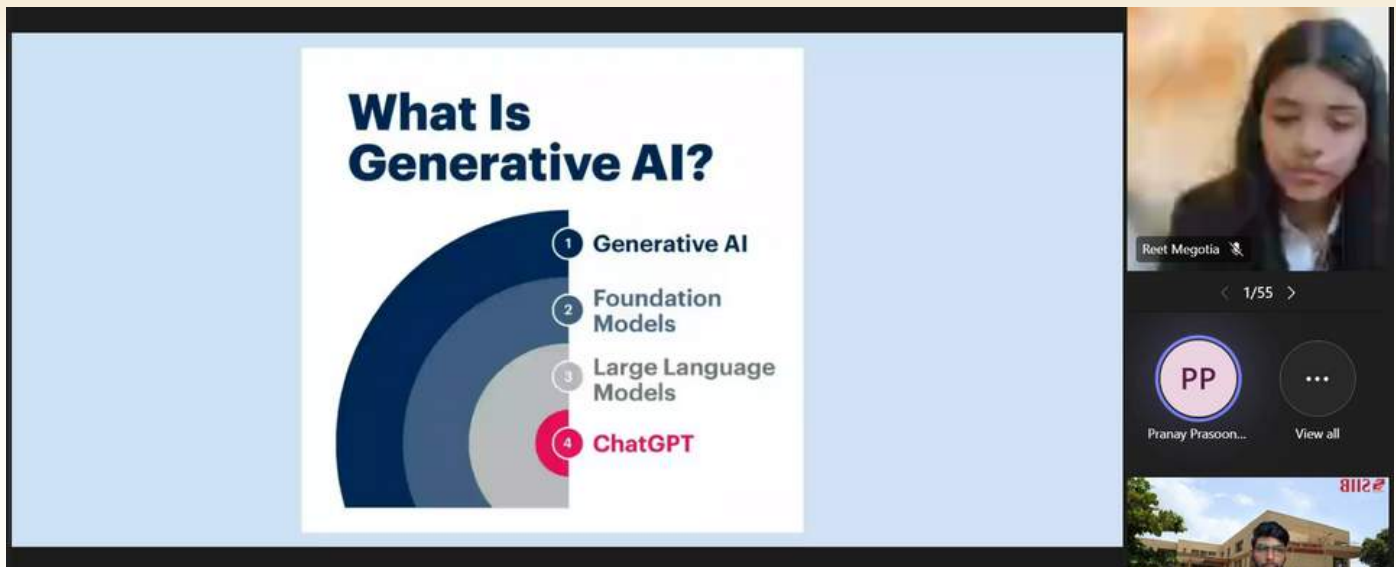 What Is
Generative AI?
1 Generative AI
2 Foundation
Models
3 Large Language
Models
4 ChatGPT
Reet Megotia
< 1/55 >
PP
...
Pranay Prasoon...
View all
SIIB